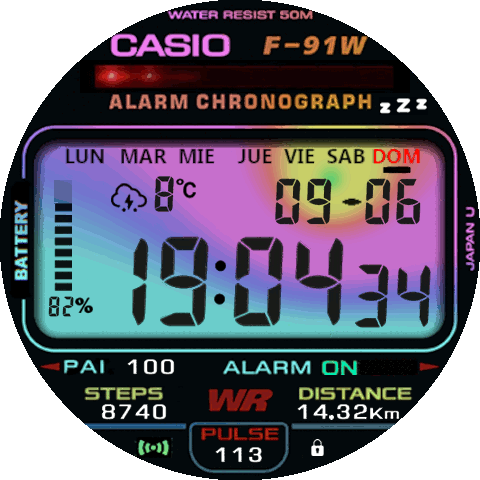 WATER RESIST 50M
CASIO F-91W
ALARM CHRONOGRAPH zZz
LUN MAR MIE JUE VIE SAB DOM
8°C 09-06
BATTERY
JAPAN U
19:04 34
82%
PAI 100 ALARM ON
STEPS WR DISTANCE
8740 14.32Km
PULSE
113